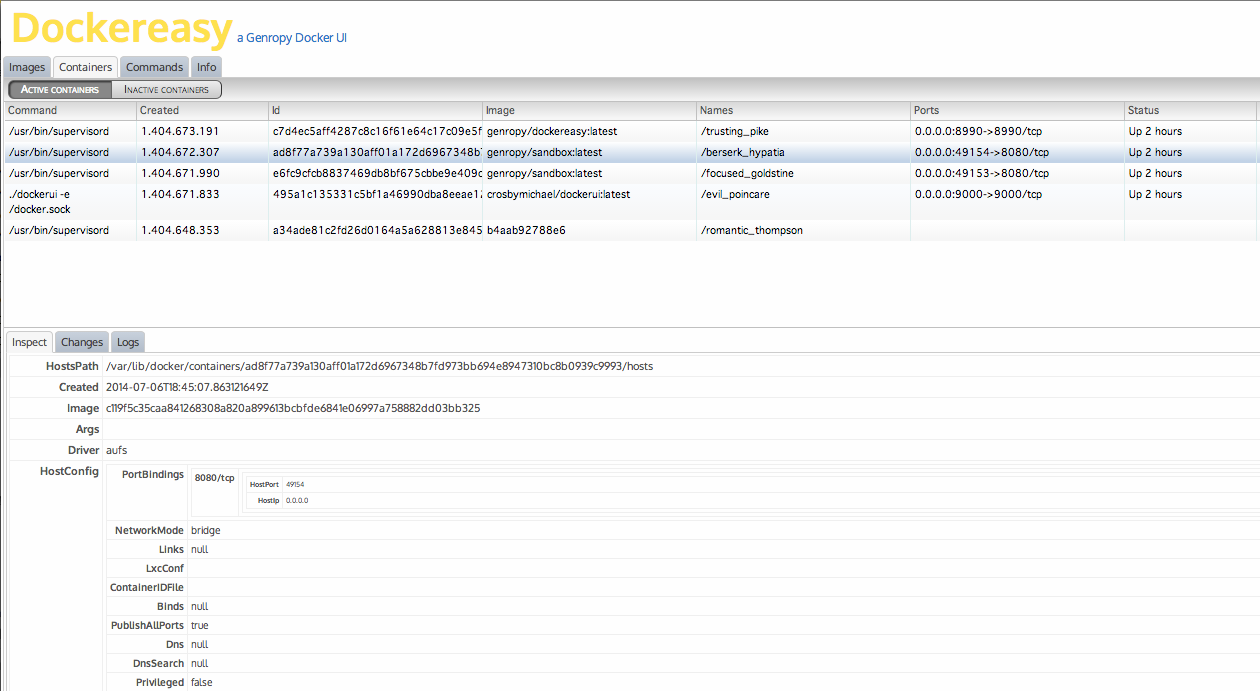 Dockereasy a Genropy Docker UI
Images Containers Commands Info
Active containers Inactive containers
Command Created Id Image Names Ports Status
/usr/bin/supervisord 1.404.673.191 c7d4ec5aff4287c8c16f61e64c17c09e5f genropy/dockereasy:latest /trusting_pike 0.0.0.0:8990->8990/tcp Up 2 hours
/usr/bin/supervisord 1.404.672.307 ad8f77a739a130aff01a172d6967348b genropy/sandbox:latest /berserk_hypatia 0.0.0.0:49154->8080/tcp Up 2 hours
/usr/bin/supervisord 1.404.671.990 e6fc9cfcb8837469db8bf675cbbe9e409c genropy/sandbox:latest /focused_goldstine 0.0.0.0:49153->8080/tcp Up 2 hours
./dockerui -e 1.404.671.833 495a1c135331c5bf1a46990dba8eeae1 crosbymichael/dockerui:latest /evil_poincare 0.0.0.0:9000->9000/tcp Up 2 hours
/docker.sock
/usr/bin/supervisord 1.404.648.353 a34ade81c2fd26d0164a5a628813e845 b4aab92788e6 /romantic_thompson
Inspect Changes Logs
HostsPath /var/lib/docker/containers/ad8f77a739a130aff01a172d6967348b7fd973bb694e8947310bc8b0939c9993/hosts
Created 2014-07-06T18:45:07.863121649Z
Image c119f5c35caa841268308a820a899613bcbfde6841e06997a758882dd03bb325
Args
Driver aufs
HostConfig PortBindings 8080/tcp
HostPort 49154
HostIp 0.0.0.0
NetworkMode bridge
Links null
LxcConf
ContainerIDFile
Binds null
PublishAllPorts true
Dns null
DnsSearch null
Privileged false